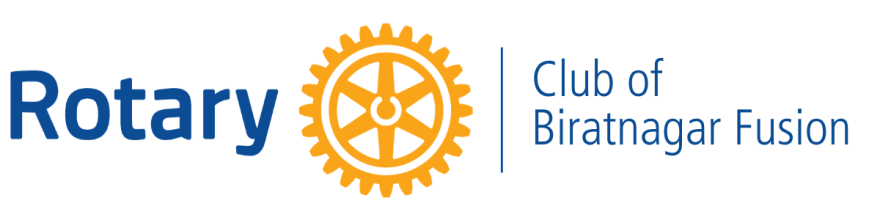 Rotary
Club of
Biratnagar Fusion